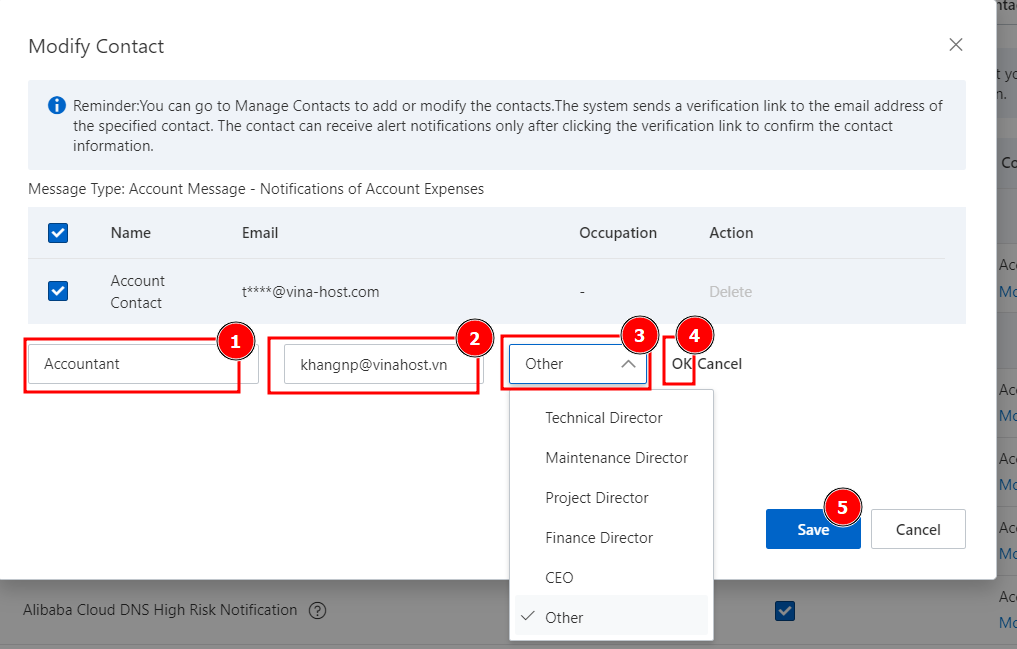 Modify Contact
Reminder:You can go to Manage Contacts to add or modify the contacts.The system sends a verification link to the email address of
the specified contact. The contact can receive alert notifications only after clicking the verification link to confirm the contact
information.
Message Type: Account Message - Notifications of Account Expenses
Name Email Occupation Action
Account
Contact
t****@vina-host.com - Delete
1 2 3 4
Accountant khangnp@vinahost.vn Other OK Cancel
Technical Director
Maintenance Director
Project Director
Finance Director
CEO
Other
5
Save Cancel
Alibaba Cloud DNS High Risk Notification ?